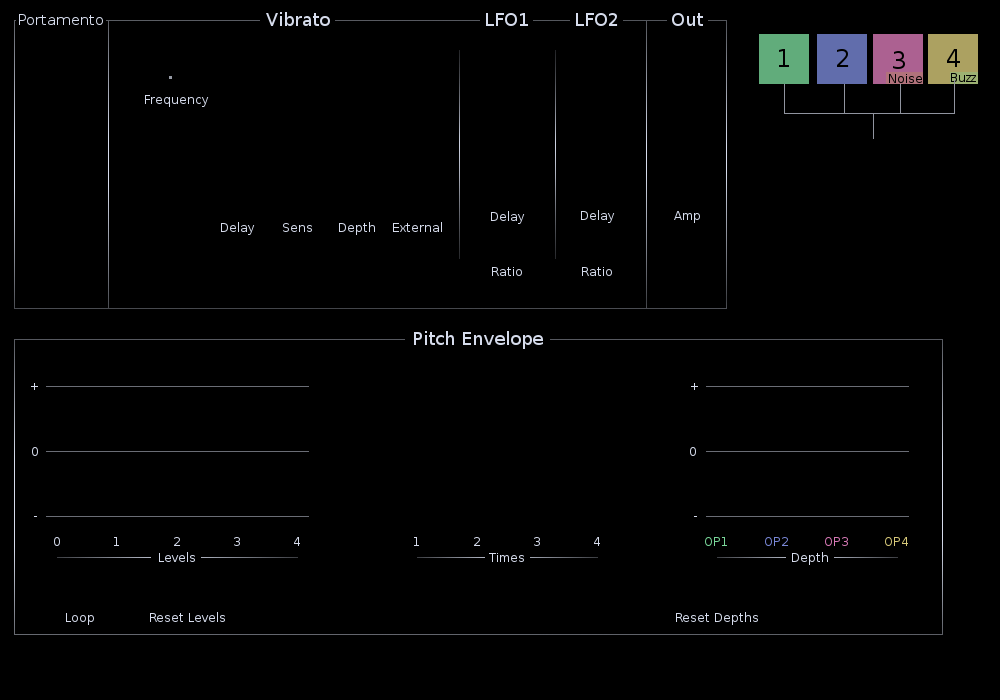 Portamento Vibrato LFO1 LFO2 Out
1 2 3 4
Noise Buzz
Frequency
Delay Sens Depth External
Delay Delay Amp
Ratio Ratio
Pitch Envelope
+ +
0 0
- -
0 1 2 3 4 1 2 3 4 OP1 OP2 OP3 OP4
Levels Times Depth
Loop Reset Levels Reset Depths